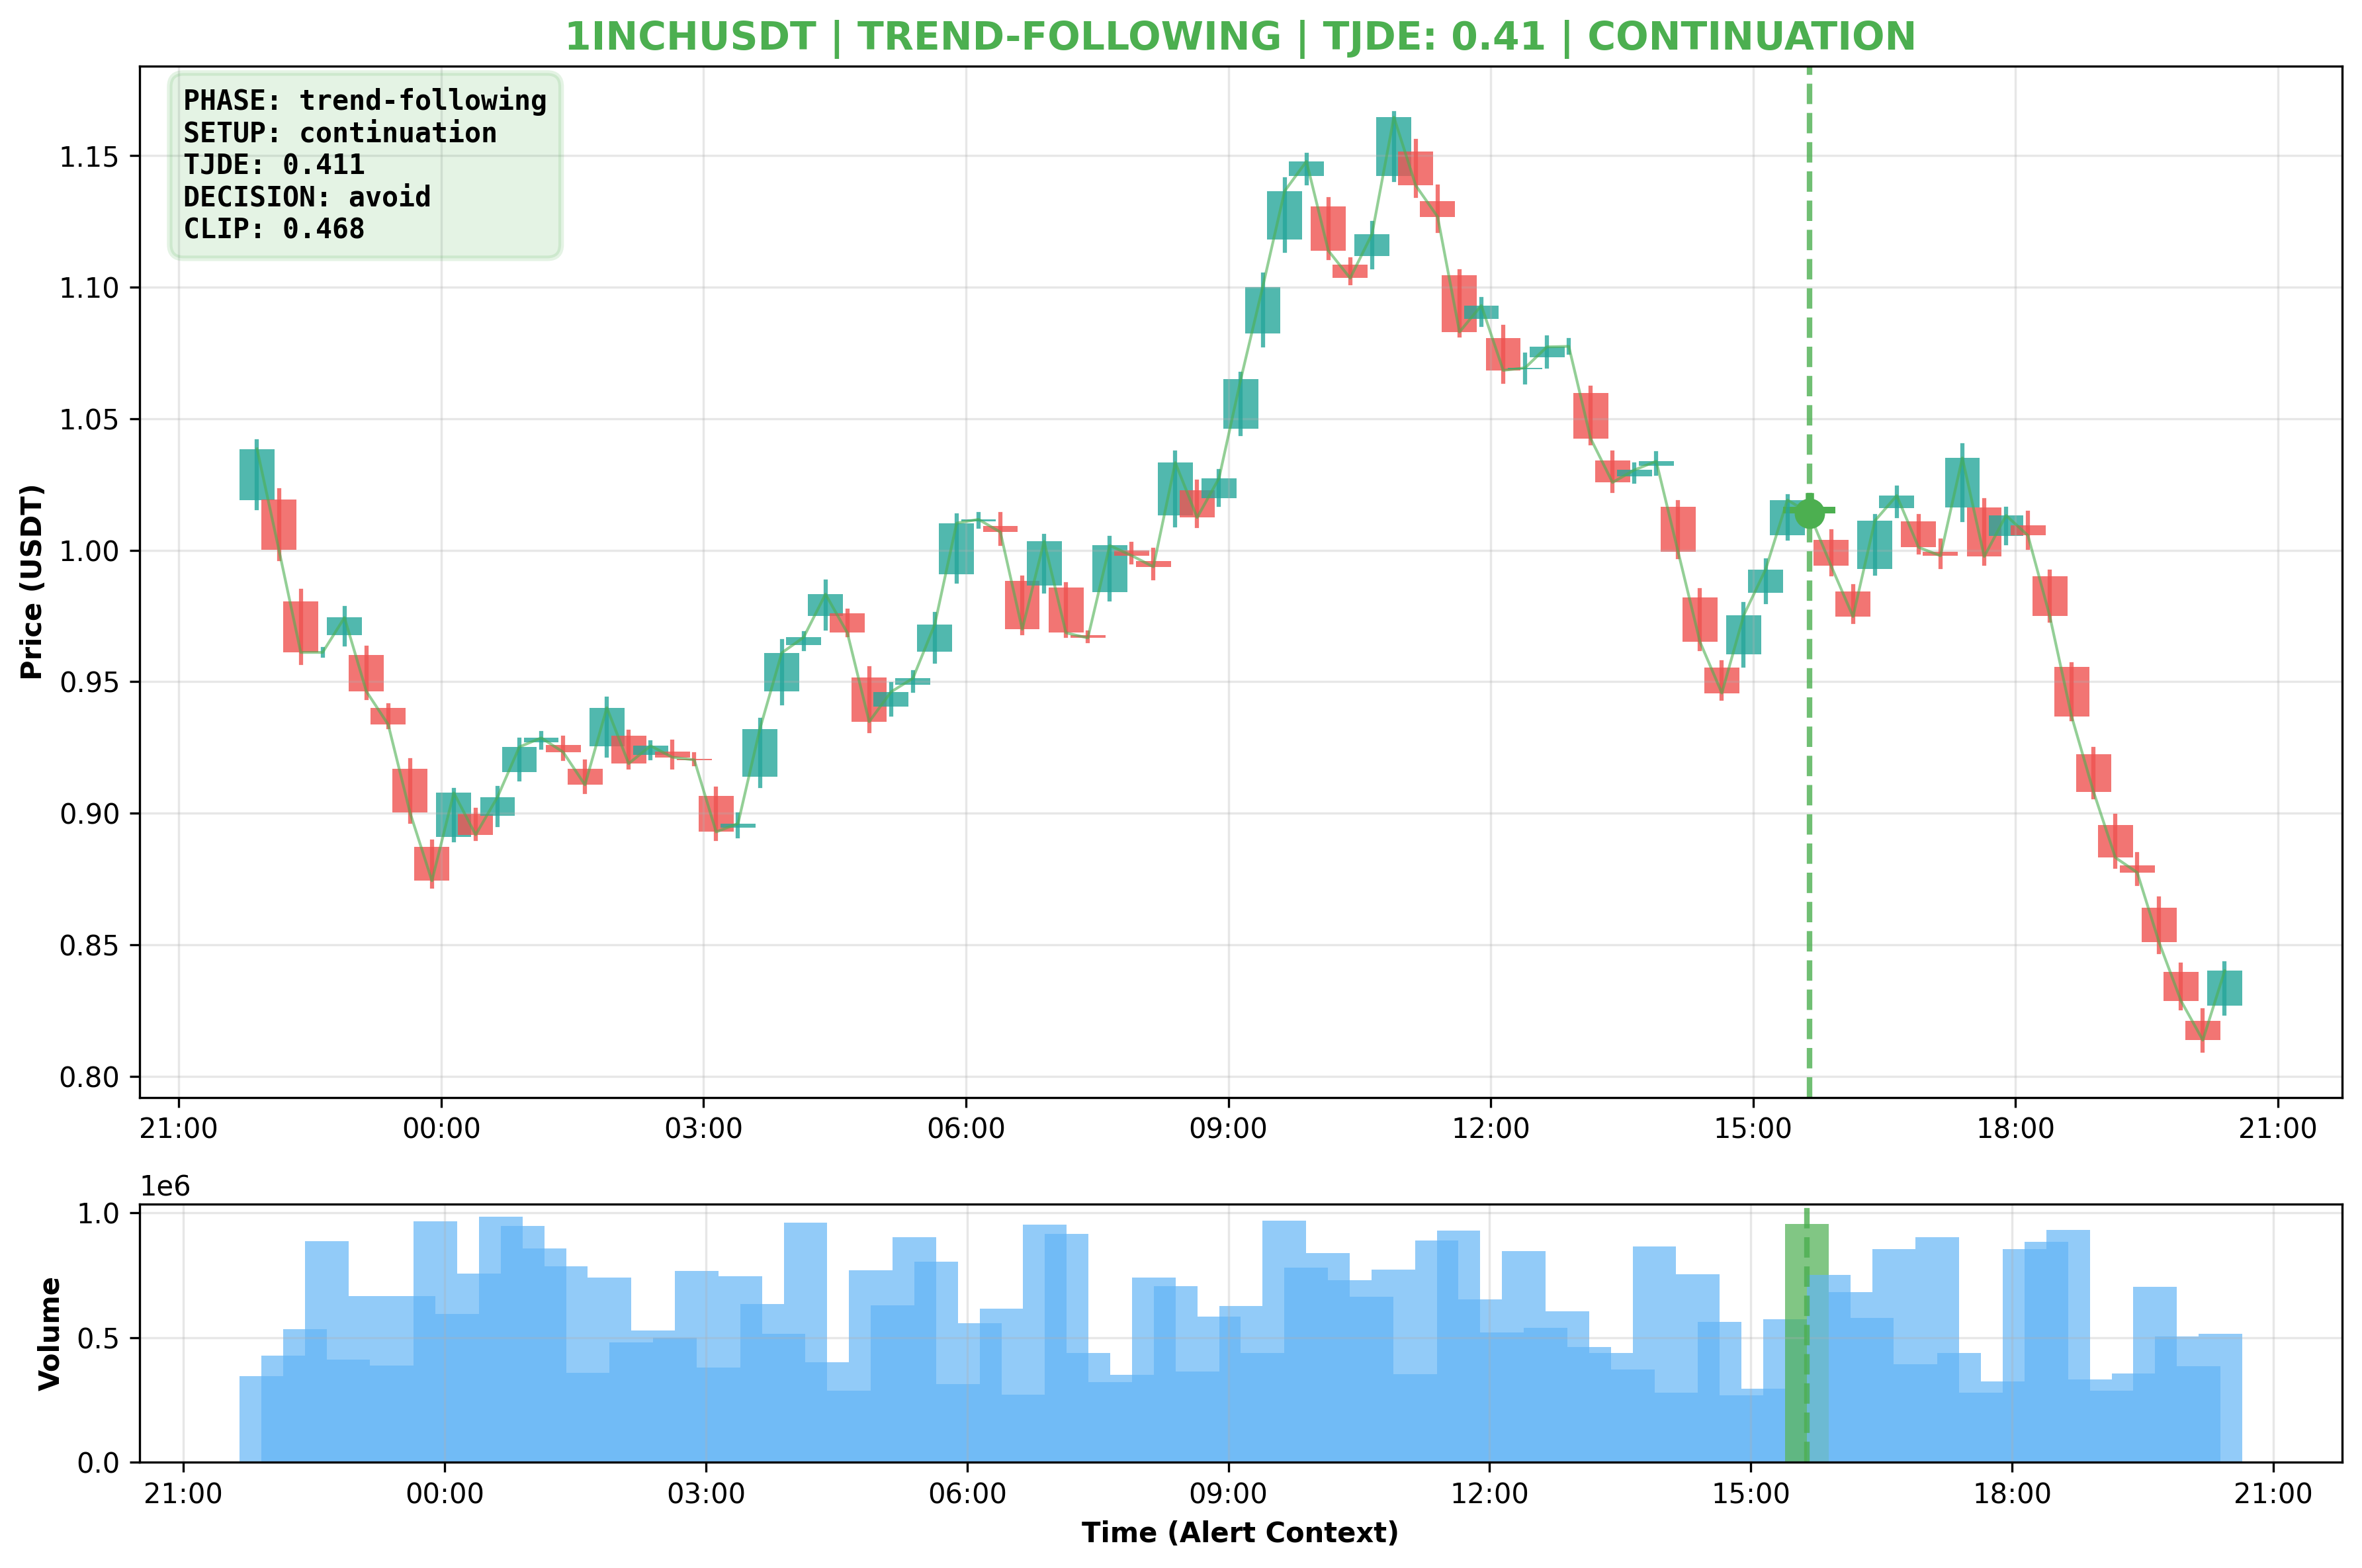 1INCHUSDT | TREND-FOLLOWING | TJDE: 0.41 | CONTINUATION
PHASE: trend-following
SETUP: continuation
TJDE: 0.411
DECISION: avoid
CLIP: 0.468
Price (USDT)
1.15
1.10
1.05
1.00
0.95
0.90
0.85
0.80
21:00 00:00 03:00 06:00 09:00 12:00 15:00 18:00 21:00
1e6
Volume
1.0
0.5
0.0
21:00 00:00 03:00 06:00 09:00 12:00 15:00 18:00 21:00
Time (Alert Context)